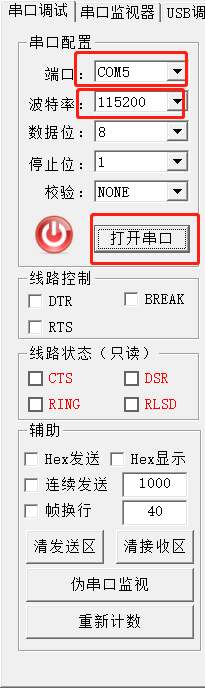 串口调试 串口监视器 USB调
串口配置
端口: COM5
波特率: 115200
数据位: 8
停止位: 1
校验: NONE
打开串口
线路控制
DTR BREAK
RTS
线路状态（只读）
CTS DSR
RING RLSD
辅助
Hex发送 Hex显示
连续发送 1000
帧换行 40
清发送区 清接收区
伪串口监视
重新计数